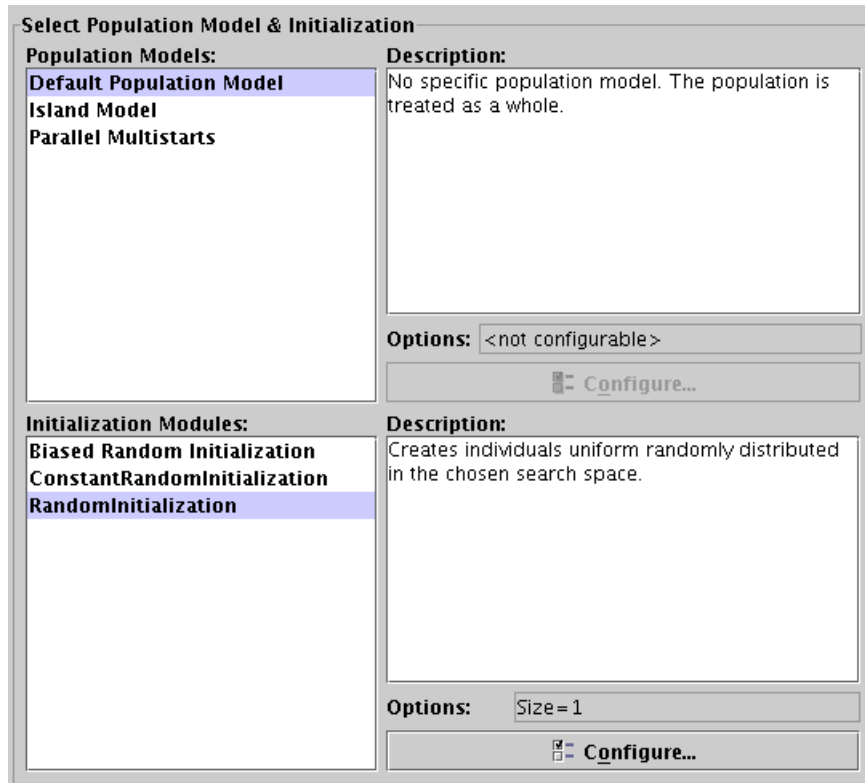 Select Population Model & Initialization
Population Models:
Default Population Model
Island Model
Parallel Multistarts
Description:
No specific population model. The population is
treated as a whole.
Options: <not configurable>
Configure...
Initialization Modules:
Biased Random Initialization
ConstantRandomInitialization
RandomInitialization
Description:
Creates individuals uniform randomly distributed
in the chosen search space.
Options: Size=1
Configure...